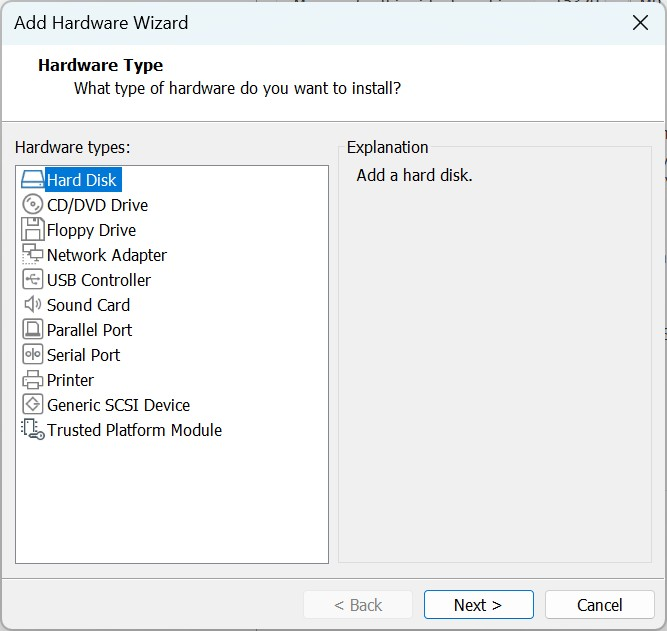 Add Hardware Wizard
Hardware Type
What type of hardware do you want to install?
Hardware types:
Hard Disk
CD/DVD Drive
Floppy Drive
Network Adapter
USB Controller
Sound Card
Parallel Port
Serial Port
Printer
Generic SCSI Device
Trusted Platform Module
Explanation
Add a hard disk.
< Back
Next >
Cancel